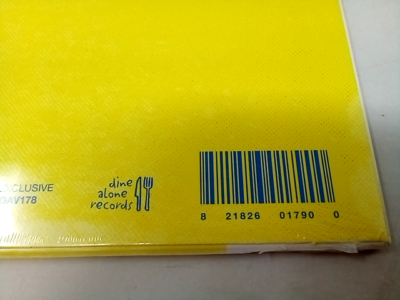 EXCLUSIVE
DAV178
dine
alone
records
8 21826 01790 0